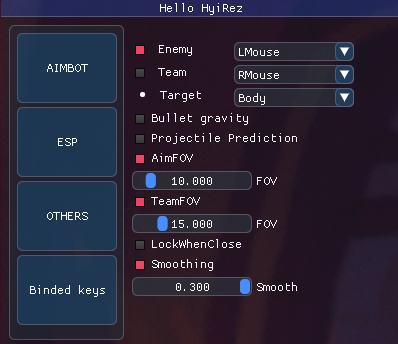 Hello HyiRez
AIMBOT
ESP
OTHERS
Binded keys
Enemy LMouse
Team RMouse
Target Body
Bullet gravity
Projectile Prediction
AimFOV
10.000 FOV
TeamFOV
15.000 FOV
LockWhenClose
Smoothing
0.300 Smooth